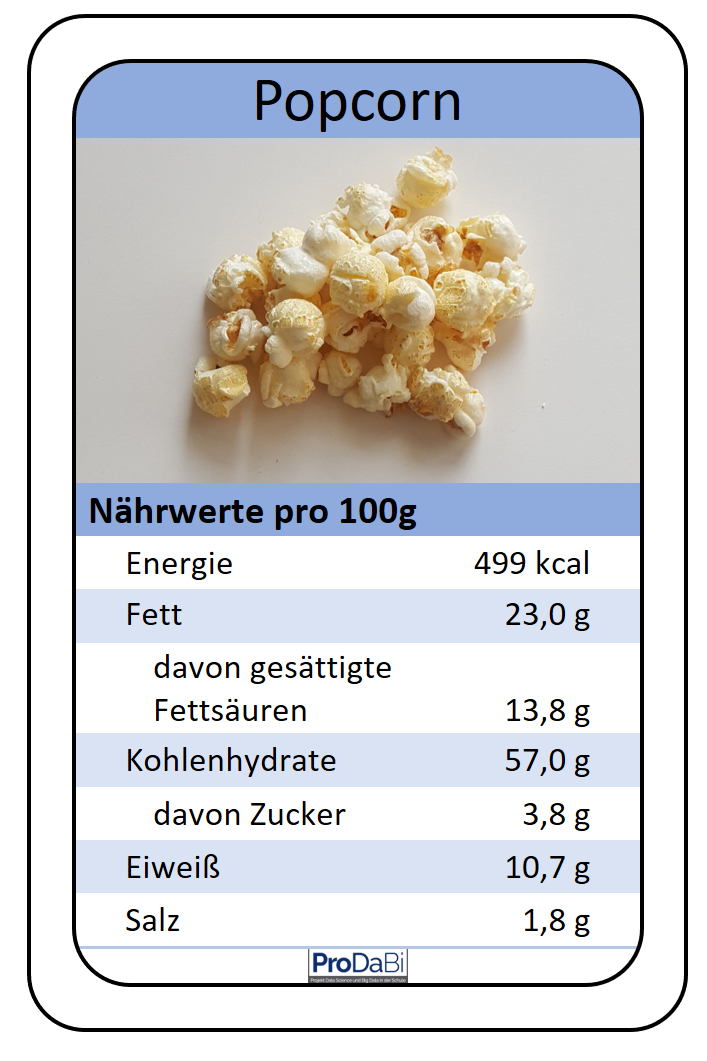 Popcorn
Nährwerte pro 100g
Energie 499 kcal
Fett 23,0 g
davon gesättigte
Fettsäuren 13,8 g
Kohlenhydrate 57,0 g
davon Zucker 3,8 g
Eiweiß 10,7 g
Salz 1,8 g
ProDaBi
Projekt Data Science und Big Data in der Schule